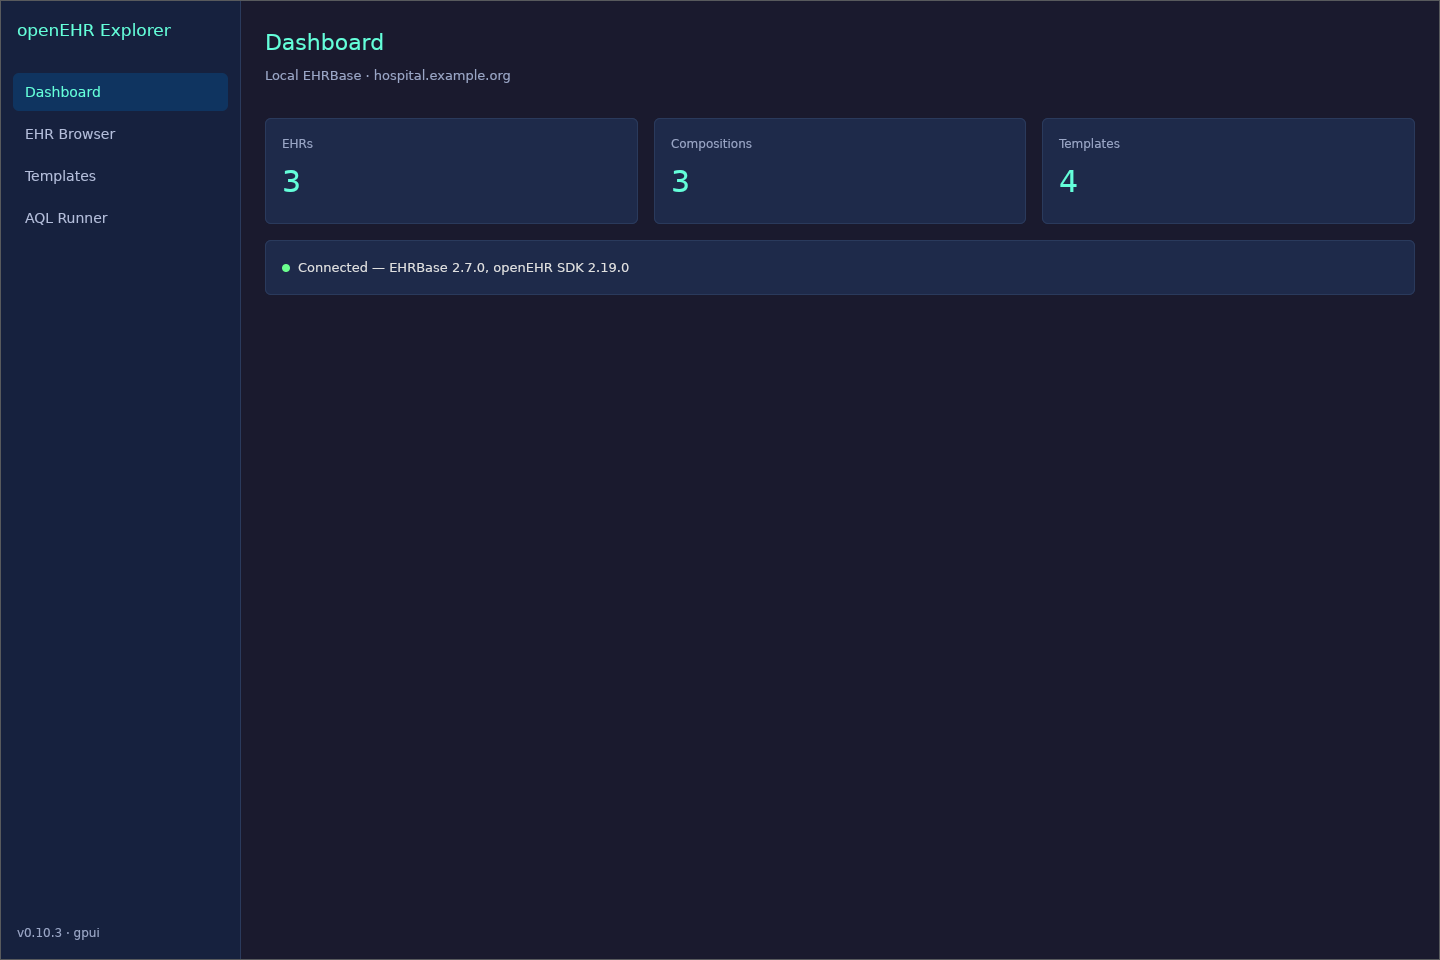 openEHR Explorer
Dashboard
EHR Browser
Templates
AQL Runner
v0.10.3 · gpui
Dashboard
Local EHRBase · hospital.example.org
EHRs
3
Compositions
3
Templates
4
Connected — EHRBase 2.7.0, openEHR SDK 2.19.0